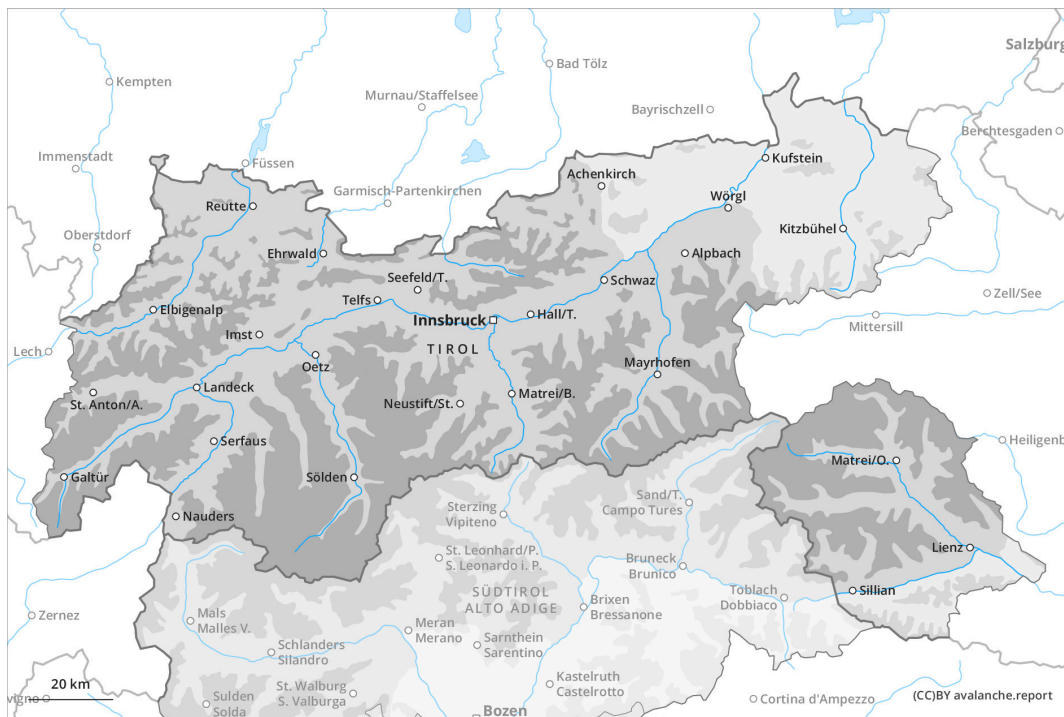 Salzburg
Bad Tölz
Kempten
Murnau/Staffelsee
Bayrischzell
Berchtesgaden
Immenstadt
Füssen
Kufstein
Garmisch-Partenkirchen
Achenkirch
Reutte
Wörgl
Oberstdorf
Kitzbühel
Ehrwald
Alpbach
Seefeld/T.
Schwaz
Zell/See
Telfs
Elbigenalp
Hall/T.
Innsbruck
Mittersill
Imst
Lech
TIROL
Oetz
Mayrhofen
Landeck
St. Anton/A.
Neustift/St.
Matrei/B.
Serfaus
Heiligenb
Matrei/O.
Galtür
Sölden
Sand/T.
Campo Tures
Sterzing
Vipiteno
Nauders
Lienz
St. Leonhard/P.
S. Leonardo i. P.
Bruneck
Brunico
SÜDTIROL
ALTO ADIGE
Sillian
Toblach
Dobbiaco
Brixen
Bressanone
Zernez
Mals
Malles V.
Meran
Merano
Sarnthein
Sarentino
Schlanders
Silandro
Kastelruth
Castelrotto
20 km
St. Walburg
S. Valburga
vigno
Sulden
Solda
Cortina d'Ampezzo
(CC)BY avalanche.report
Bozen